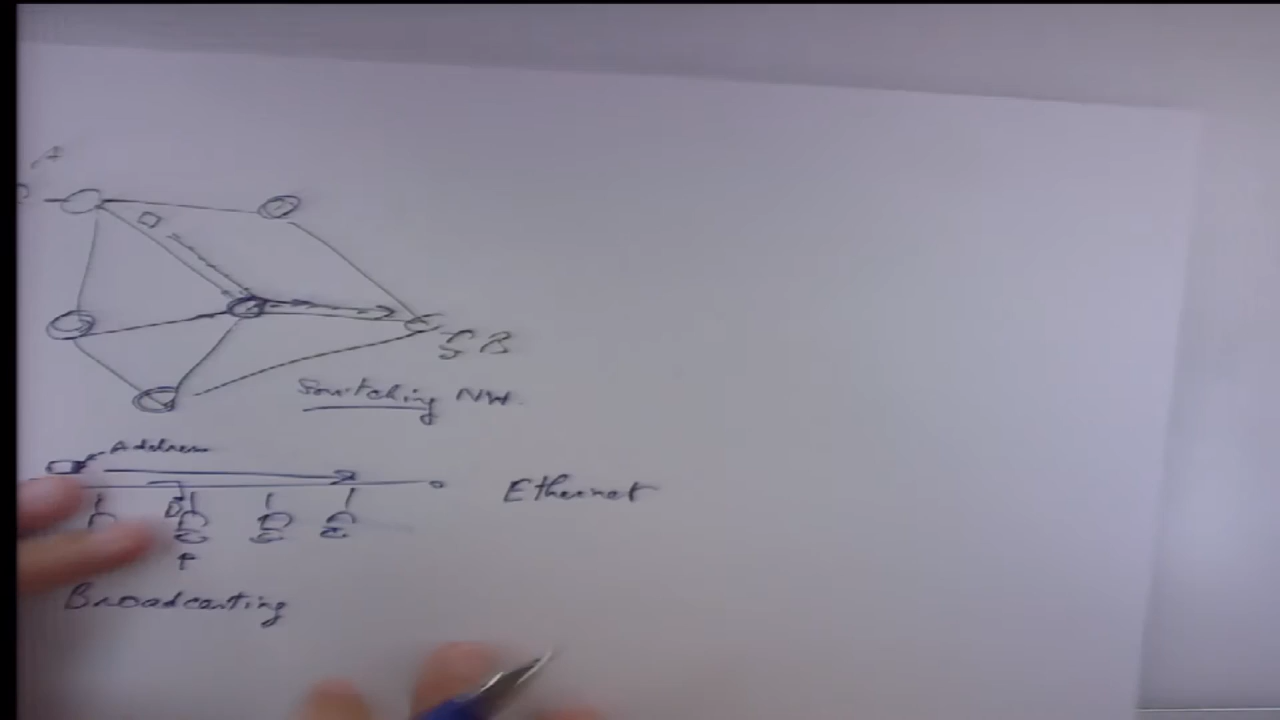 A
B
Switching NW.
Address
Ethernet
Broadcasting